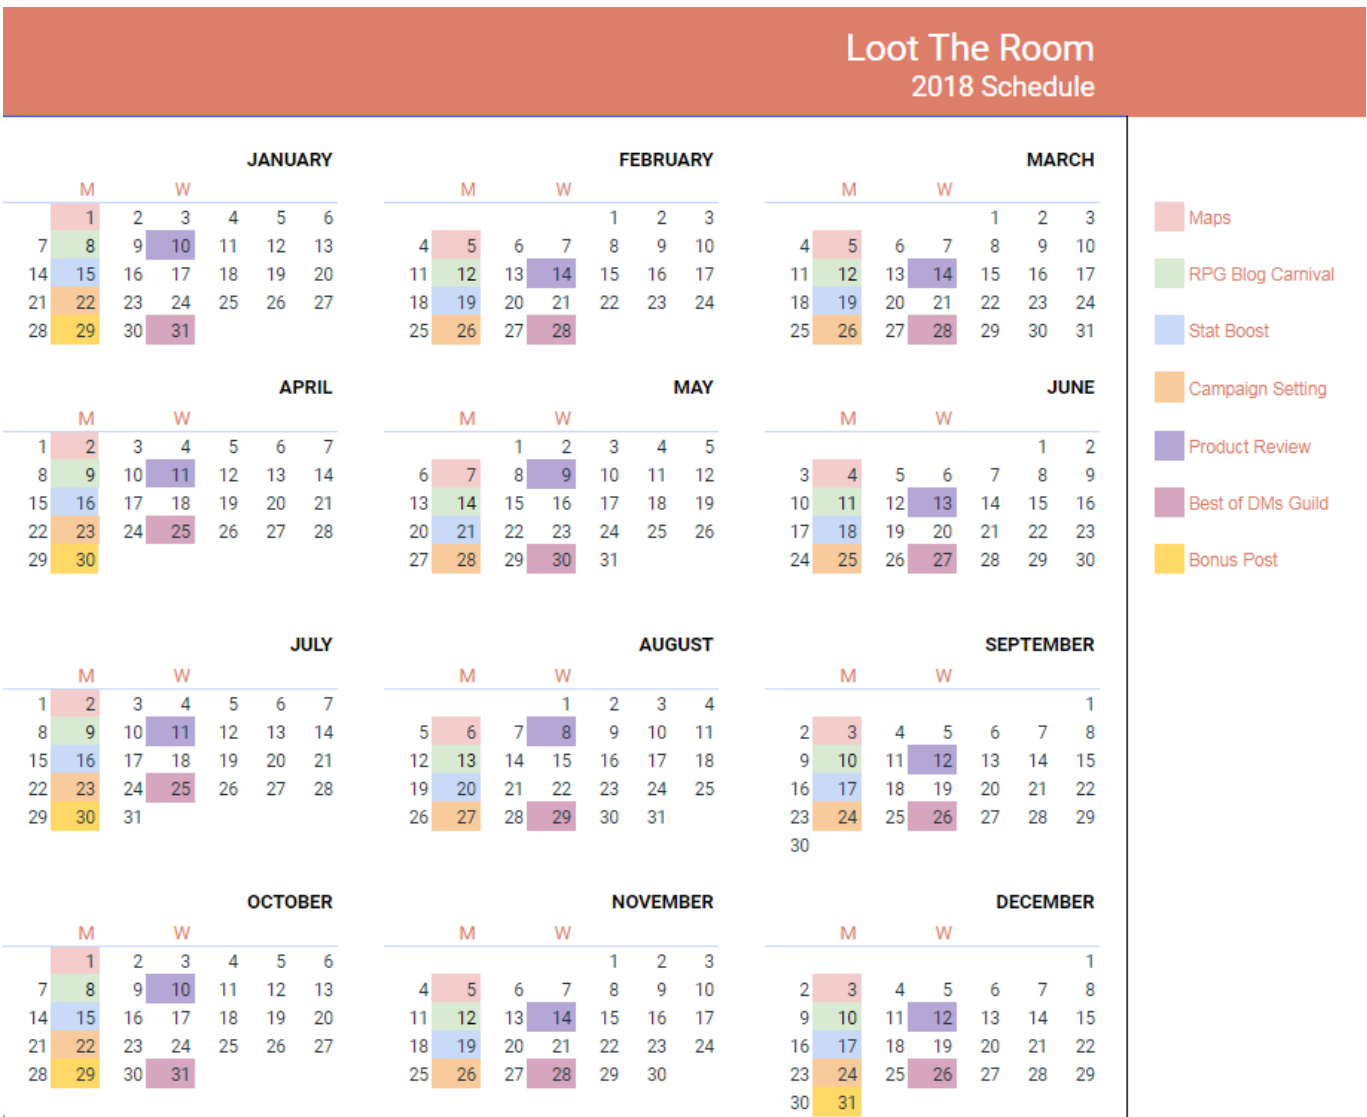 Loot The Room
2018 Schedule
JANUARY
M W
1 2 3 4 5 6
7 8 9 10 11 12 13
14 15 16 17 18 19 20
21 22 23 24 25 26 27
28 29 30 31
FEBRUARY
M W
1 2 3
4 5 6 7 8 9 10
11 12 13 14 15 16 17
18 19 20 21 22 23 24
25 26 27 28
MARCH
M W
1 2 3
4 5 6 7 8 9 10
11 12 13 14 15 16 17
18 19 20 21 22 23 24
25 26 27 28 29 30 31
APRIL
M W
1 2 3 4 5 6 7
8 9 10 11 12 13 14
15 16 17 18 19 20 21
22 23 24 25 26 27 28
29 30
MAY
M W
1 2 3 4 5
6 7 8 9 10 11 12
13 14 15 16 17 18 19
20 21 22 23 24 25 26
27 28 29 30 31
JUNE
M W
1 2
3 4 5 6 7 8 9
10 11 12 13 14 15 16
17 18 19 20 21 22 23
24 25 26 27 28 29 30
JULY
M W
1 2 3 4 5 6 7
8 9 10 11 12 13 14
15 16 17 18 19 20 21
22 23 24 25 26 27 28
29 30 31
AUGUST
M W
1 2 3 4
5 6 7 8 9 10 11
12 13 14 15 16 17 18
19 20 21 22 23 24 25
26 27 28 29 30 31
SEPTEMBER
M W
1
2 3 4 5 6 7 8
9 10 11 12 13 14 15
16 17 18 19 20 21 22
23 24 25 26 27 28 29
30
OCTOBER
M W
1 2 3 4 5 6
7 8 9 10 11 12 13
14 15 16 17 18 19 20
21 22 23 24 25 26 27
28 29 30 31
NOVEMBER
M W
1 2 3
4 5 6 7 8 9 10
11 12 13 14 15 16 17
18 19 20 21 22 23 24
25 26 27 28 29 30
DECEMBER
M W
1
2 3 4 5 6 7 8
9 10 11 12 13 14 15
16 17 18 19 20 21 22
23 24 25 26 27 28 29
30 31
Maps
RPG Blog Carnival
Stat Boost
Campaign Setting
Product Review
Best of DMs Guild
Bonus Post